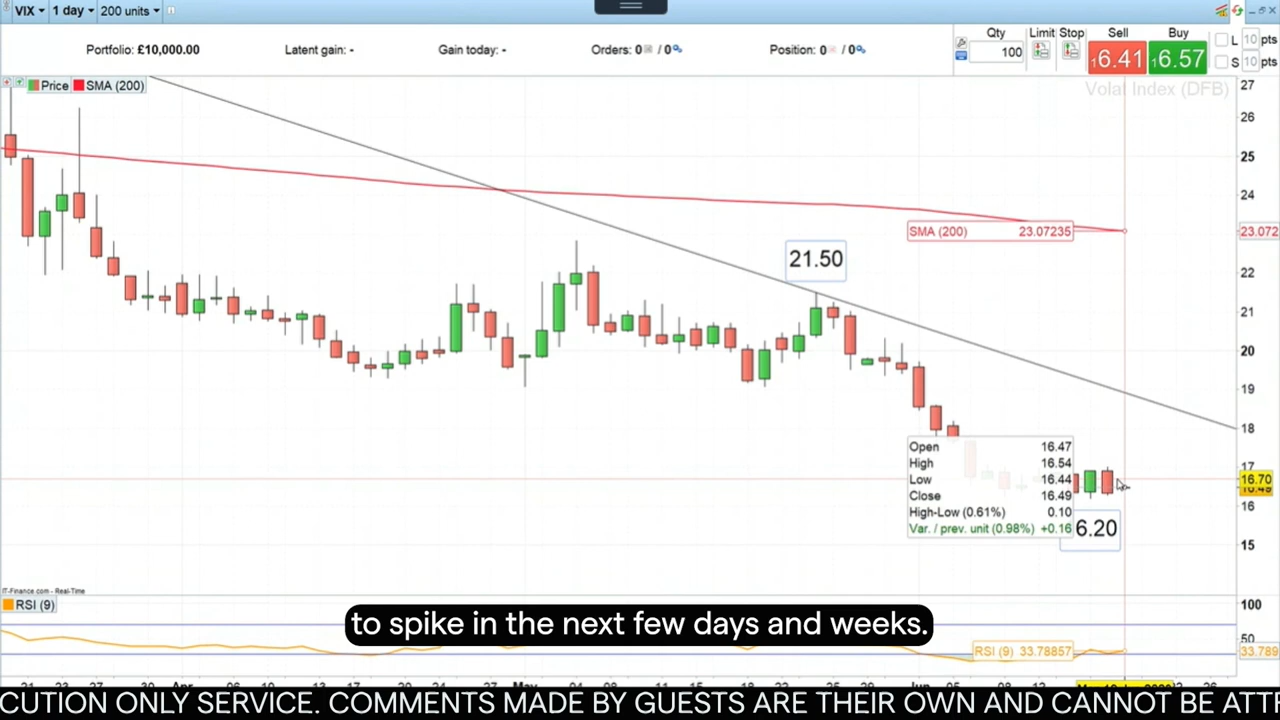 VIX 1 day 200 units
Portfolio: £10,000.00 Latent gain: - Gain today: - Orders: 0 / 0 Position: 0 / 0
Qty Limit Stop Sell Buy
100 16.41 16.57 L 10 pts
S 10 pts
Price SMA (200)
Volat Index (DFB)
27
26
25
24
SMA (200) 23.07235
23.072
21.50
22
21
20
19
18
17
16.70
16.49
16
15
Open 16.47
High 16.54
Low 16.44
Close 16.49
High-Low (0.61%) 0.10
Var. / prev. unit (0.98%) +0.16
6.20
IT-Finance.com - Real-Time
RSI (9)
100
50
RSI (9) 33.78857
33.789
to spike in the next few days and weeks.
CUTION ONLY SERVICE. COMMENTS MADE BY GUESTS ARE THEIR OWN AND CANNOT BE ATTI